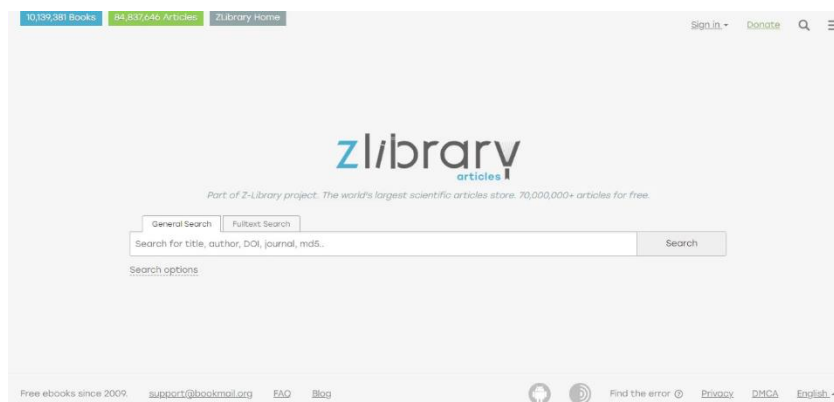 10,139,381 Books 84,837,646 Articles ZLibrary Home Sign in Donate
zlibrary
articles
Part of Z-Library project. The world's largest scientific articles store. 70,000,000+ articles for free.
General Search Fulltext Search
Search for title, author, DOI, journal, md5.. Search
Search options
Free ebooks since 2009. support@bookmail.org FAQ Blog Find the error Privacy DMCA English